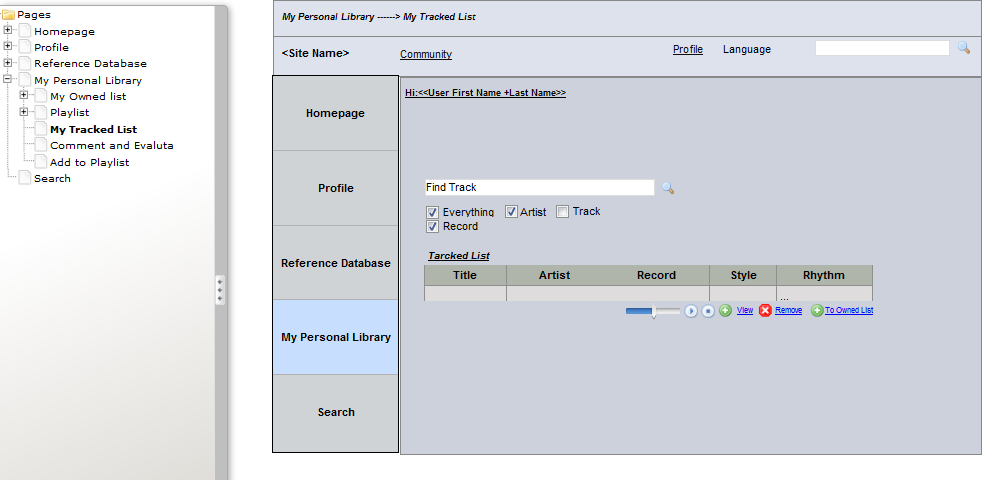 Pages
Homepage
Profile
Reference Database
My Personal Library
My Owned list
Playlist
My Tracked List
Comment and Evaluta
Add to Playlist
Search
My Personal Library ------> My Tracked List
<Site Name> Community Profile Language
Homepage
Profile
Reference Database
My Personal Library
Search
Hi:<<User First Name +Last Name>>
Find Track
Everything Artist Track
Record
Tarcked List
Title Artist Record Style Rhythm
...
View Remove To Owned List